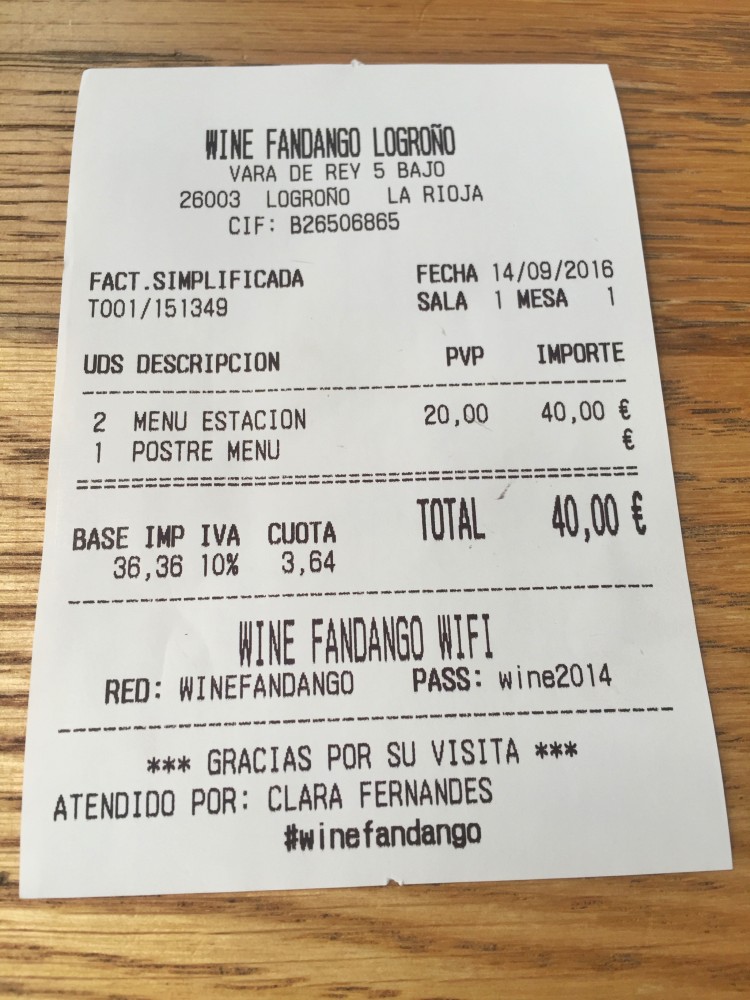 WINE FANDANGO LOGROÑO
VARA DE REY 5 BAJO
26003 LOGROÑO LA RIOJA
CIF: B26506865
FACT.SIMPLIFICADA FECHA 14/09/2016
T001/151349 SALA 1 MESA 1
UDS DESCRIPCION PVP IMPORTE
2 MENU ESTACION 20,00 40,00 €
1 POSTRE MENU €
TOTAL 40,00 €
BASE IMP IVA CUOTA
36,36 10% 3,64
WINE FANDANGO WIFI
RED: WINEFANDANGO PASS: wine2014
*** GRACIAS POR SU VISITA ***
ATENDIDO POR: CLARA FERNANDES
#winefandango